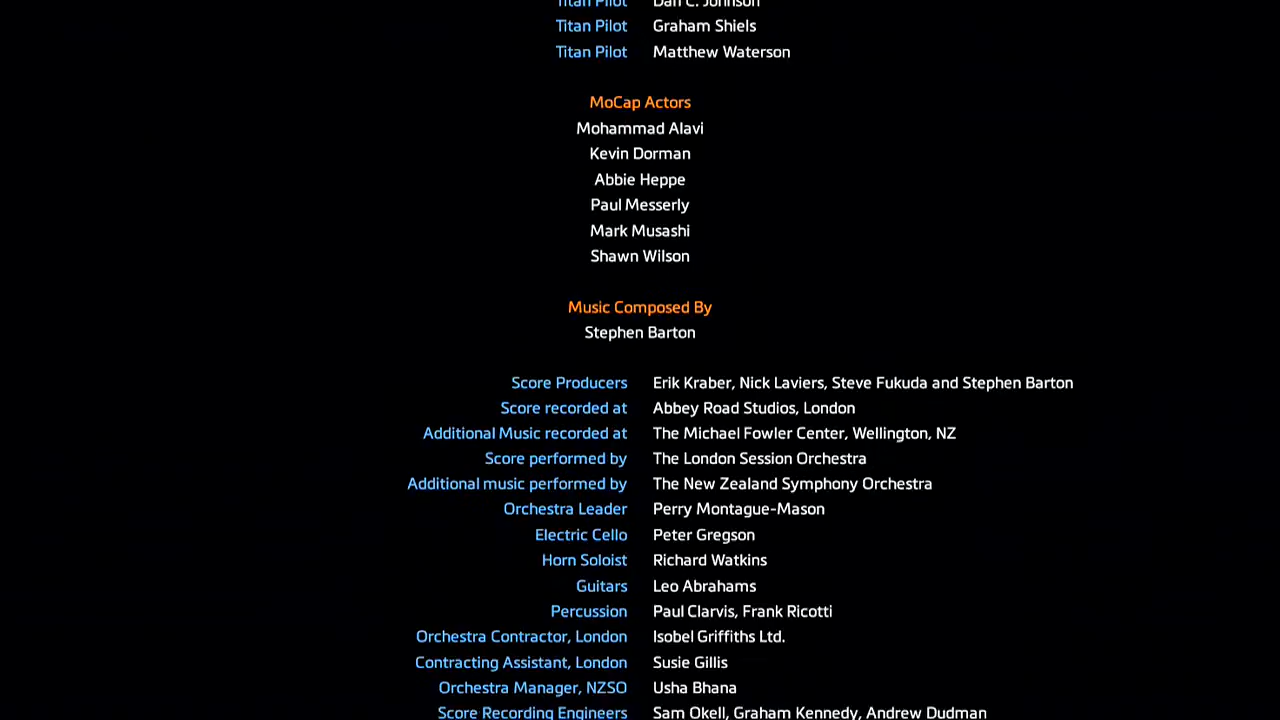 Titan Pilot Dan C. Johnson
Titan Pilot Graham Shiels
Titan Pilot Matthew Waterson
MoCap Actors
Mohammad Alavi
Kevin Dorman
Abbie Heppe
Paul Messerly
Mark Musashi
Shawn Wilson
Music Composed By
Stephen Barton
Score Producers Erik Kraber, Nick Laviers, Steve Fukuda and Stephen Barton
Score recorded at Abbey Road Studios, London
Additional Music recorded at The Michael Fowler Center, Wellington, NZ
Score performed by The London Session Orchestra
Additional music performed by The New Zealand Symphony Orchestra
Orchestra Leader Perry Montague-Mason
Electric Cello Peter Gregson
Horn Soloist Richard Watkins
Guitars Leo Abrahams
Percussion Paul Clarvis, Frank Ricotti
Orchestra Contractor, London Isobel Griffiths Ltd.
Contracting Assistant, London Susie Gillis
Orchestra Manager, NZSO Usha Bhana
Score Recording Engineers Sam Okell, Graham Kennedy, Andrew Dudman